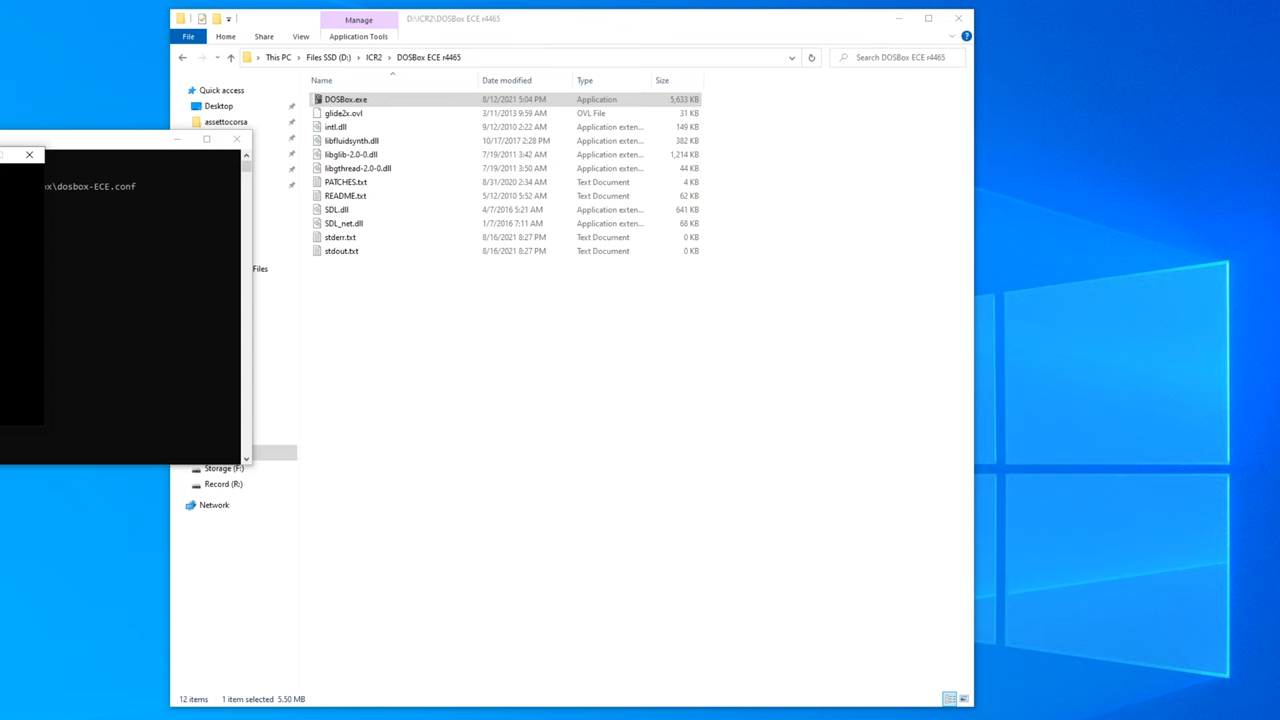 Manage
D:\ICR2\DOSBox ECE r4465
File
Home
Share
View
Application Tools
This PC > Files SSD (D:) > ICR2 > DOSBox ECE r4465
Search DOSBox ECE r4465
Name
Date modified
Type
Size
Quick access
Desktop
assettocorsa
Files
Storage (F:)
Record (R:)
Network
x\dosbox-ECE.conf
DOSBox.exe 8/12/2021 5:04 PM Application 5,633 KB
glide2x.ovl 3/11/2013 9:59 AM OVL File 31 KB
intl.dll 9/12/2010 2:22 AM Application exten... 149 KB
libfluidsynth.dll 10/17/2017 2:28 PM Application exten... 382 KB
libglib-2.0-0.dll 7/19/2011 3:42 AM Application exten... 1,214 KB
libgthread-2.0-0.dll 7/19/2011 3:50 AM Application exten... 44 KB
PATCHES.txt 8/31/2020 2:34 AM Text Document 4 KB
README.txt 5/12/2010 5:52 AM Text Document 62 KB
SDL.dll 4/7/2016 5:21 AM Application exten... 641 KB
SDL_net.dll 1/7/2016 7:11 AM Application exten... 68 KB
stderr.txt 8/16/2021 8:27 PM Text Document 0 KB
stdout.txt 8/16/2021 8:27 PM Text Document 0 KB
12 items
1 item selected 5.50 MB